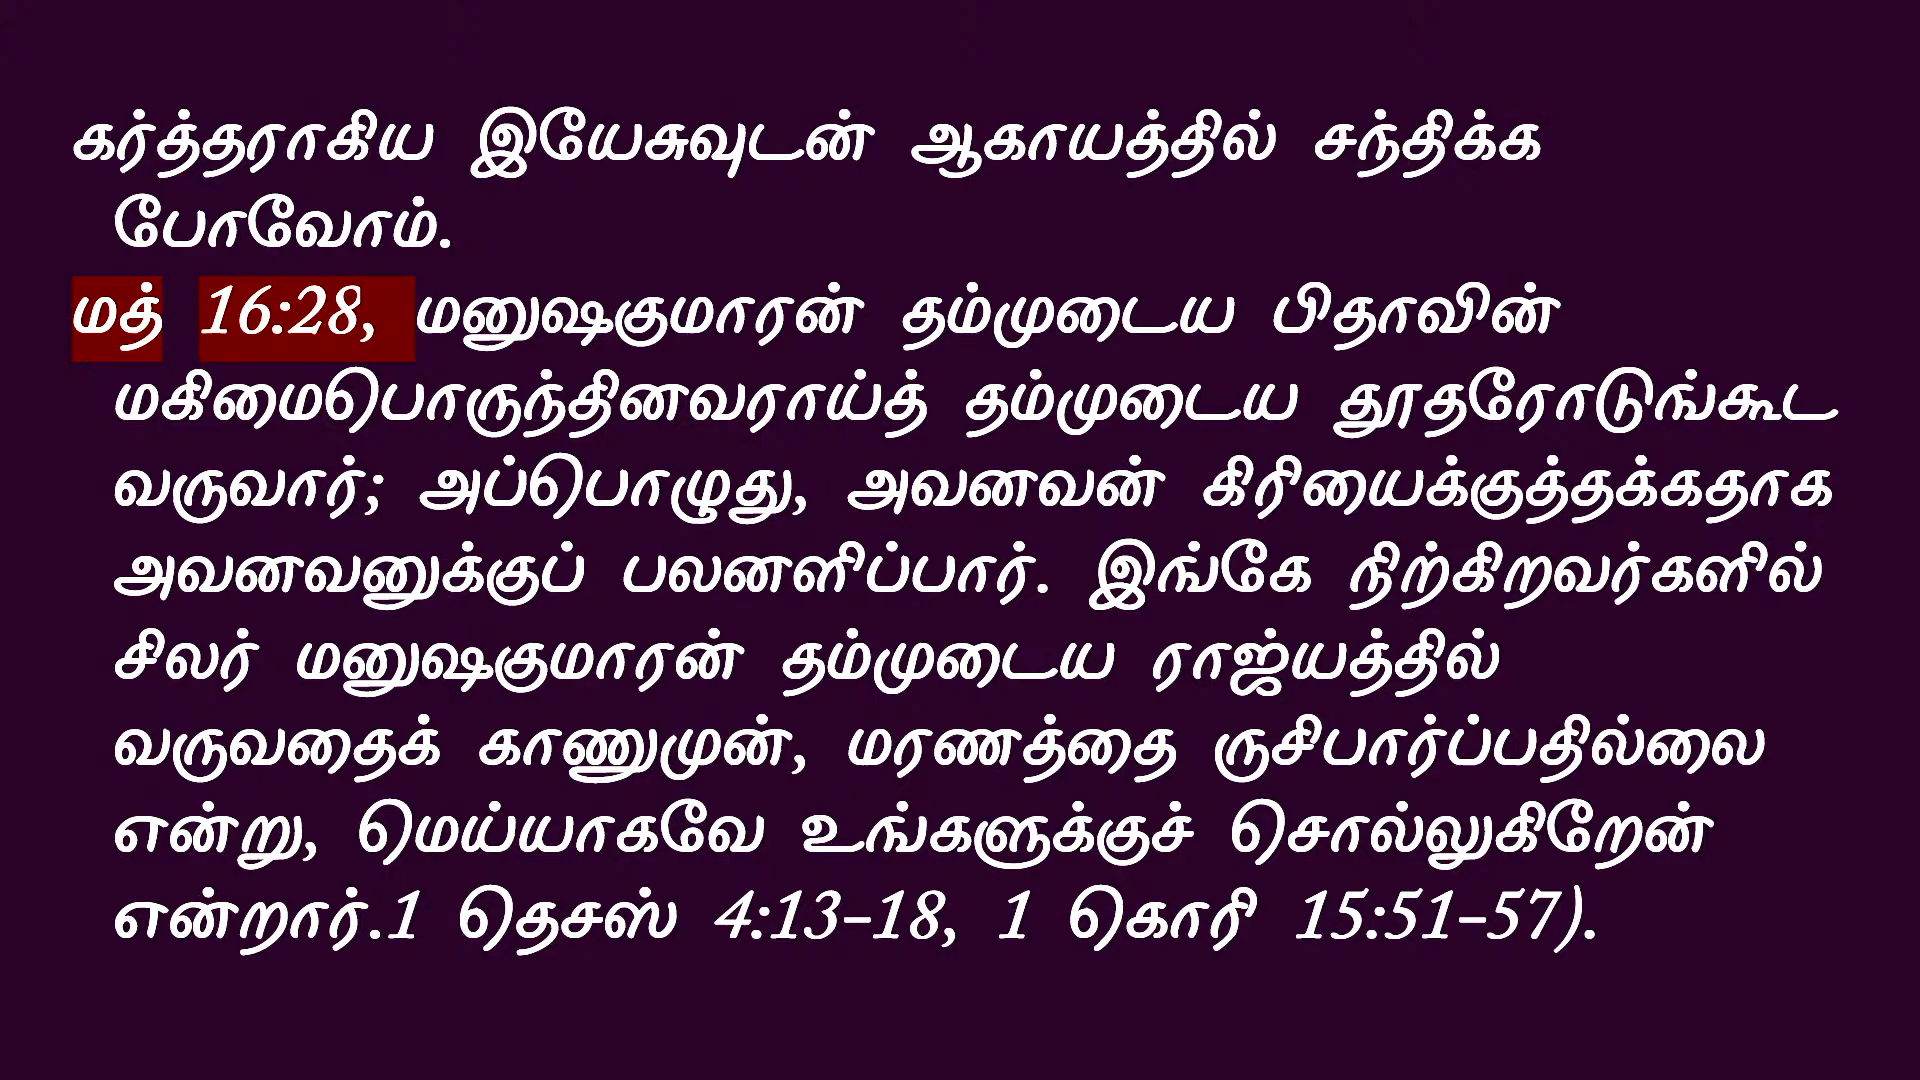 கர்த்தராகிய இயேசுவுடன் ஆகாயத்தில் சந்திக்க
போவோம்.
மத் 16:28, மனுஷகுமாரன் தம்முடைய பிதாவின்
மகிமைபொருந்தினவராய்த் தம்முடைய தூதரோடுங்கூட
வருவார்; அப்பொழுது, அவனவன் கிரியைக்குத்தக்கதாக
அவனவனுக்குப் பலனளிப்பார். இங்கே நிற்கிறவர்களில்
சிலர் மனுஷகுமாரன் தம்முடைய ராஜ்யத்தில்
வருவதைக் காணுமுன், மரணத்தை ருசிபார்ப்பதில்லை
என்று, மெய்யாகவே உங்களுக்குச் சொல்லுகிறேன்
என்றார்.1 தெசஸ் 4:13-18, 1 கொரி 15:51-57).